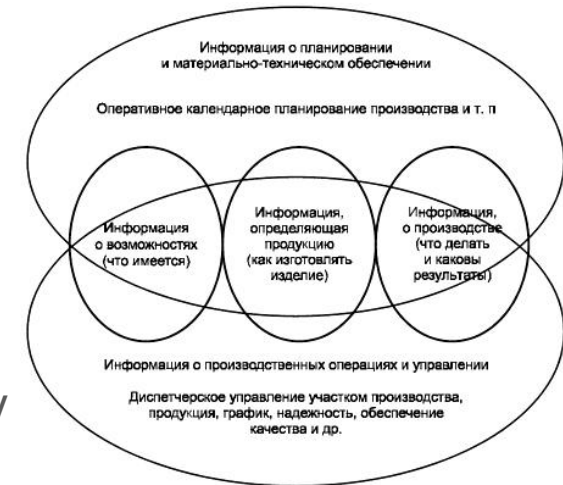 Информация о планировании
и материально-техническом обеспечении
Оперативное календарное планирование производства и т. п
Информация
о возможностях
(что имеется)
Информация,
определяющая
продукцию
(как изготовлять
изделие)
Информация,
о производстве
(что делать
и каковы
результаты)
Информация о производственных операциях и управлении
Диспетчерское управление участком производства,
продукция, график, надежность, обеспечение
качества и др.